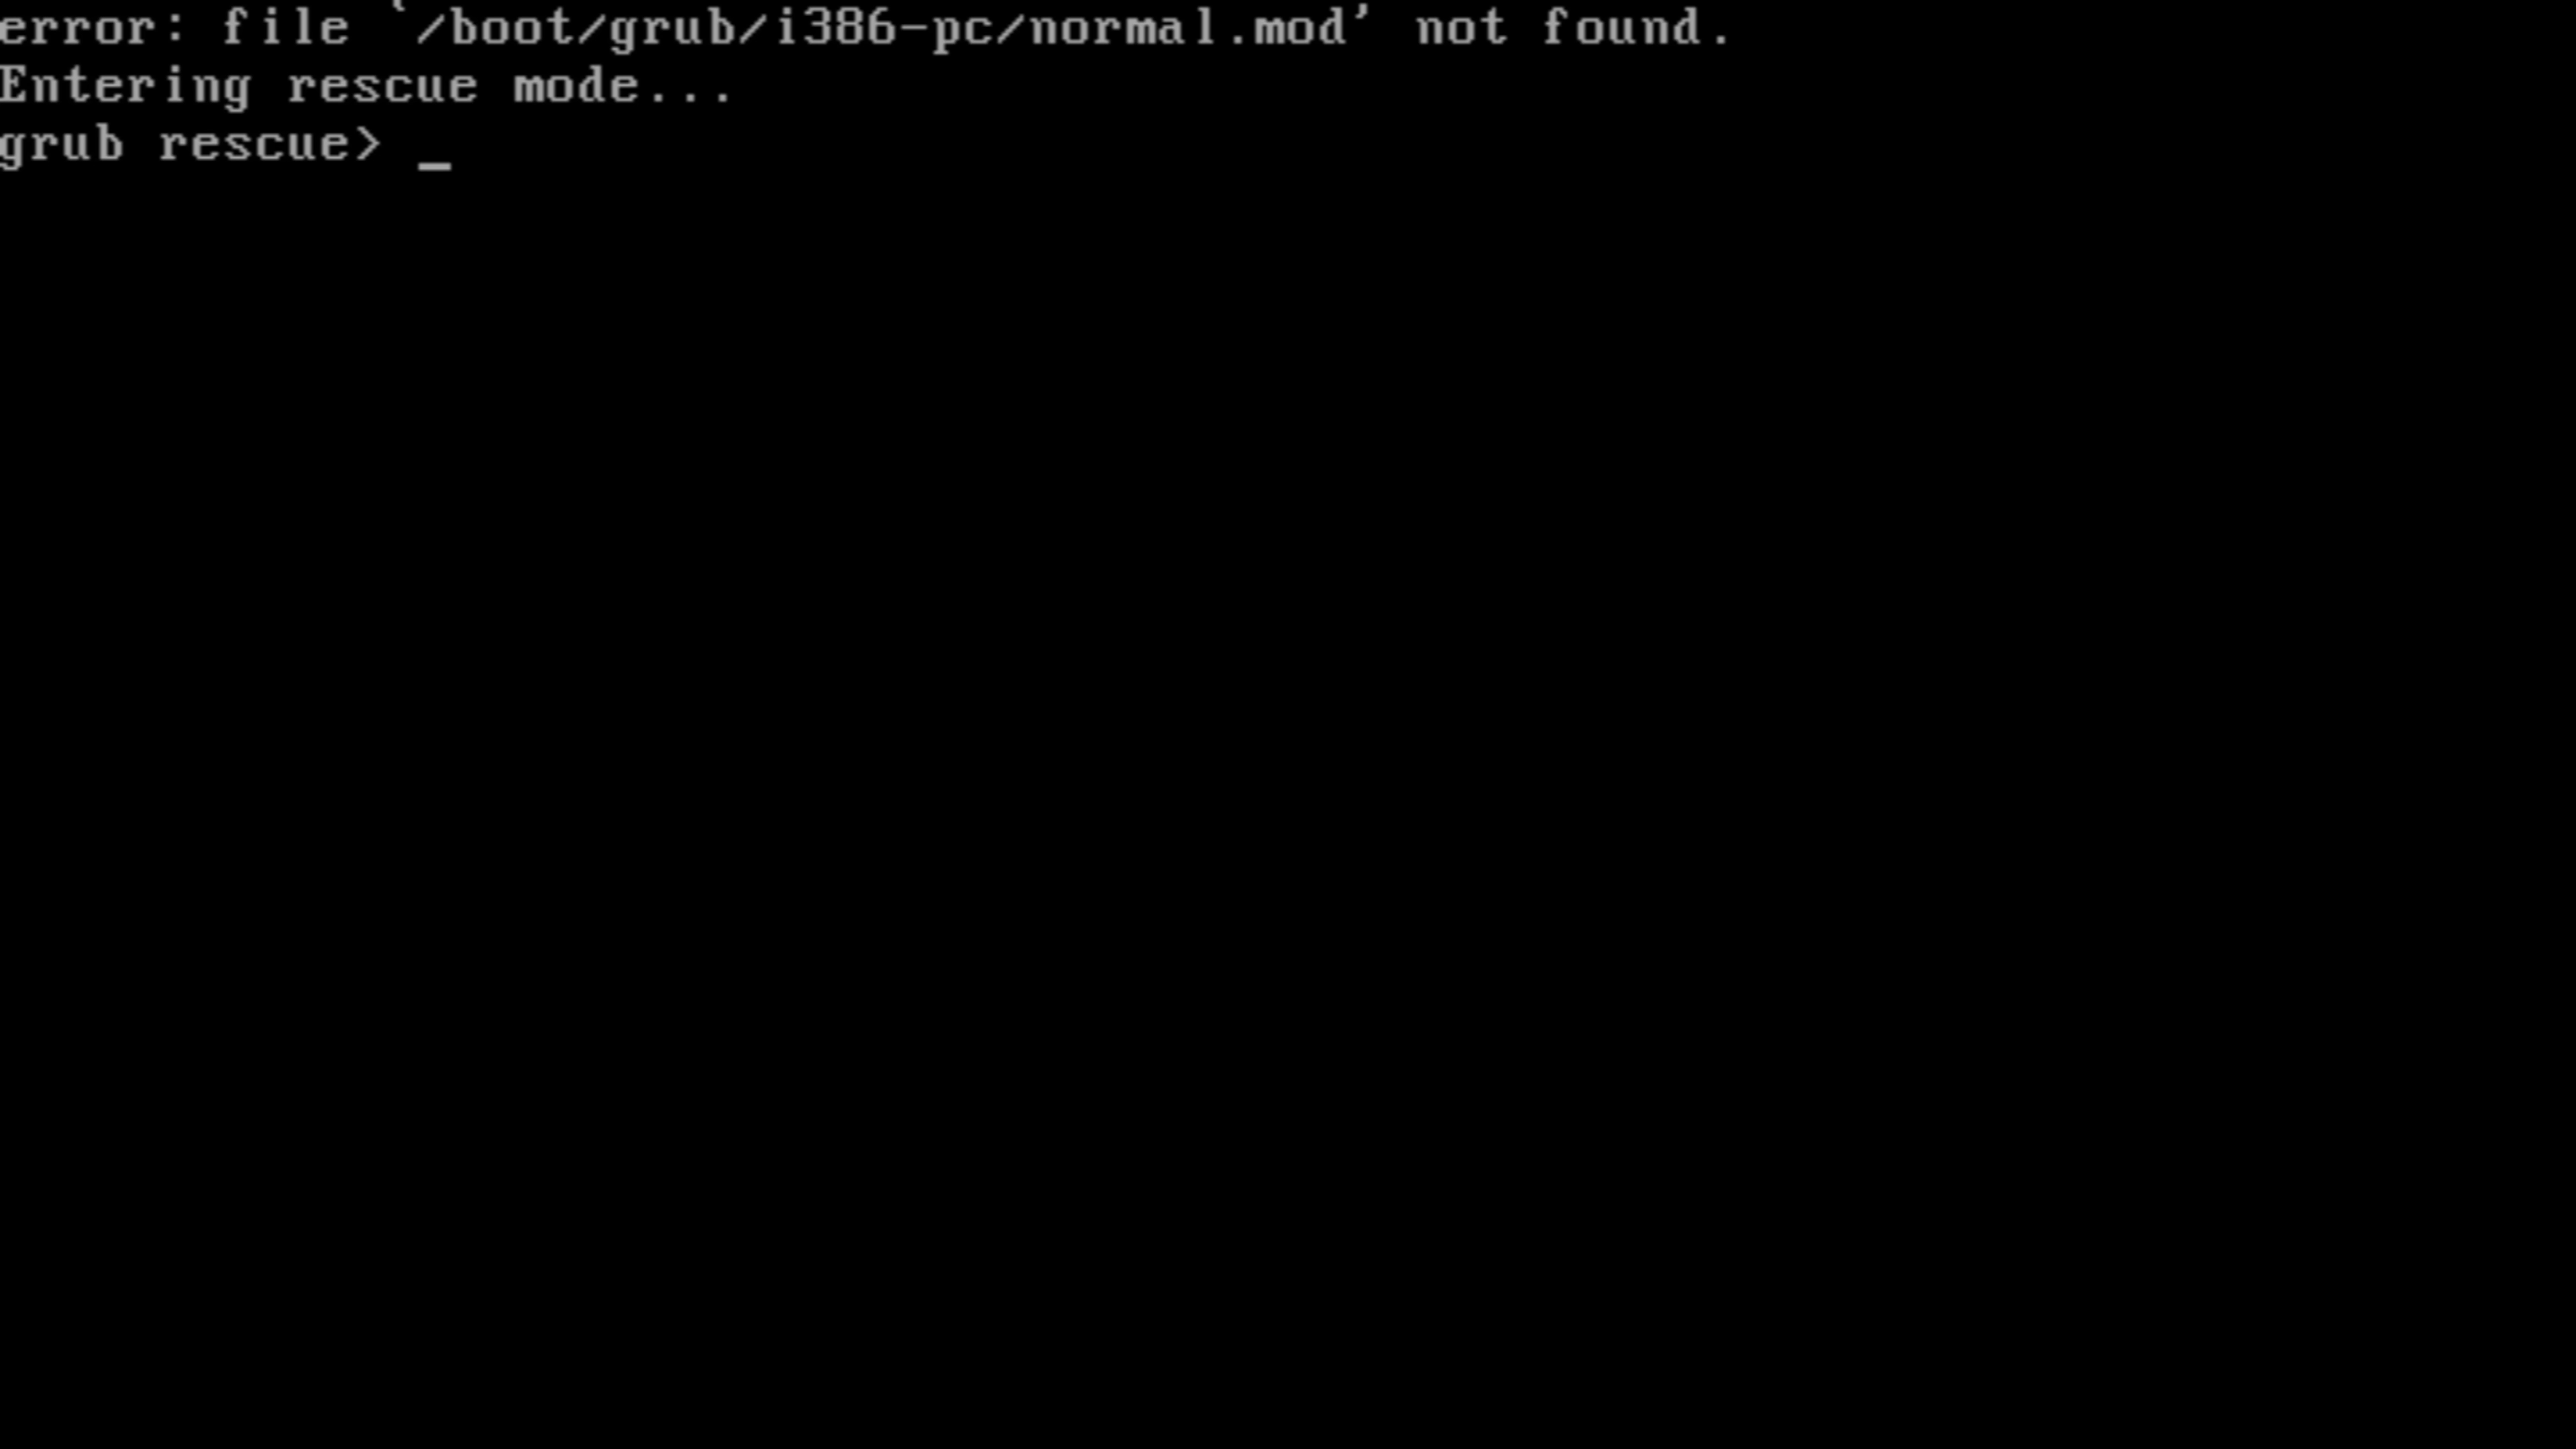 error: file `/boot/grub/i386-pc/normal.mod' not found.
Entering rescue mode...
grub rescue> _